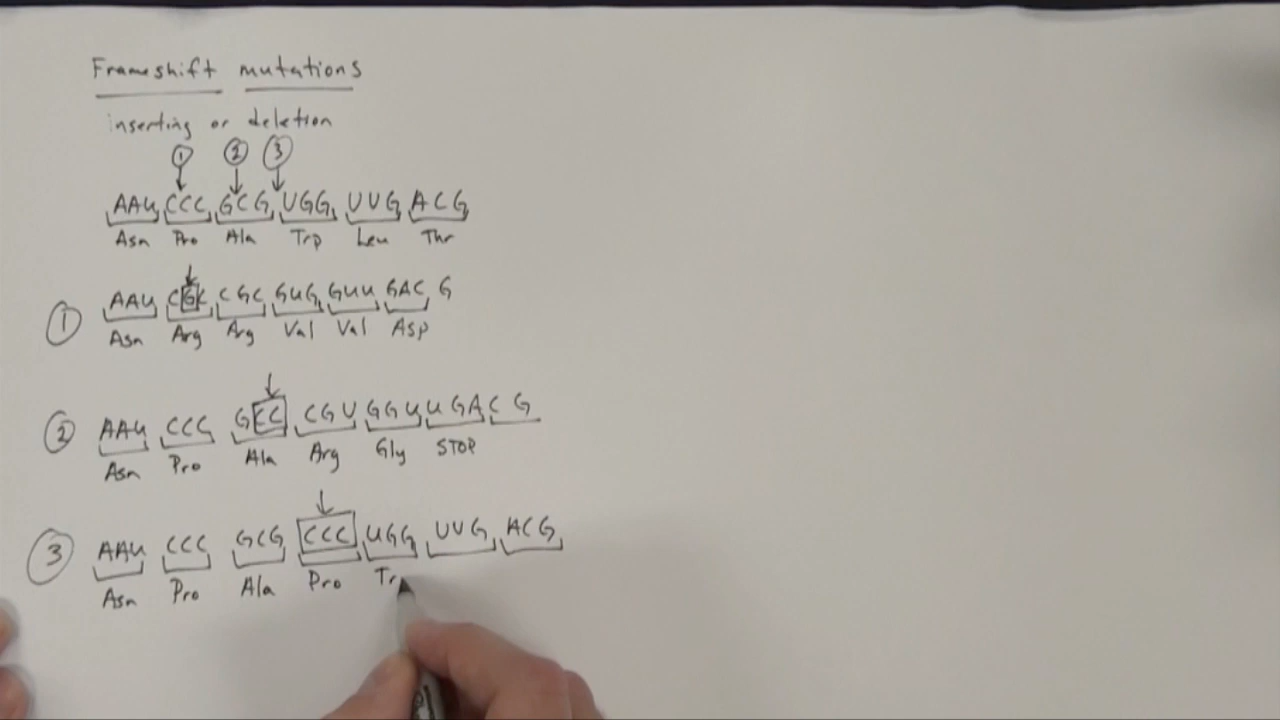 Frameshift mutations
inserting or deletion
1 2 3
AAU CCC GCG UGG UUG ACG
Asn Pro Ala Trp Leu Thr
1 AAU CGC CGC GUG GUU GAC G
Asn Arg Arg Val Val Asp
2 AAU CCC GCC CGU GGU UGA CG
Asn Pro Ala Arg Gly STOP
3 AAU CCC GCG CCC UGG UUG ACG
Asn Pro Ala Pro Tr